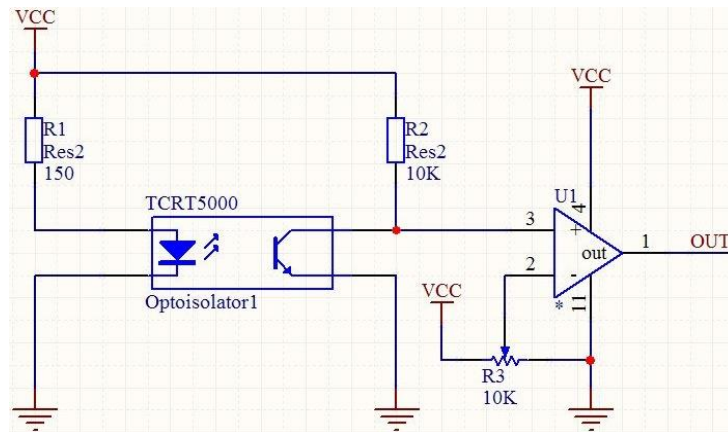 VCC
R1
Res2
150
R2
Res2
10K
VCC
U1
TCRT5000
3
+
4
out
1
OUT
2
-
11
*
Optoisolator1
VCC
R3
10K